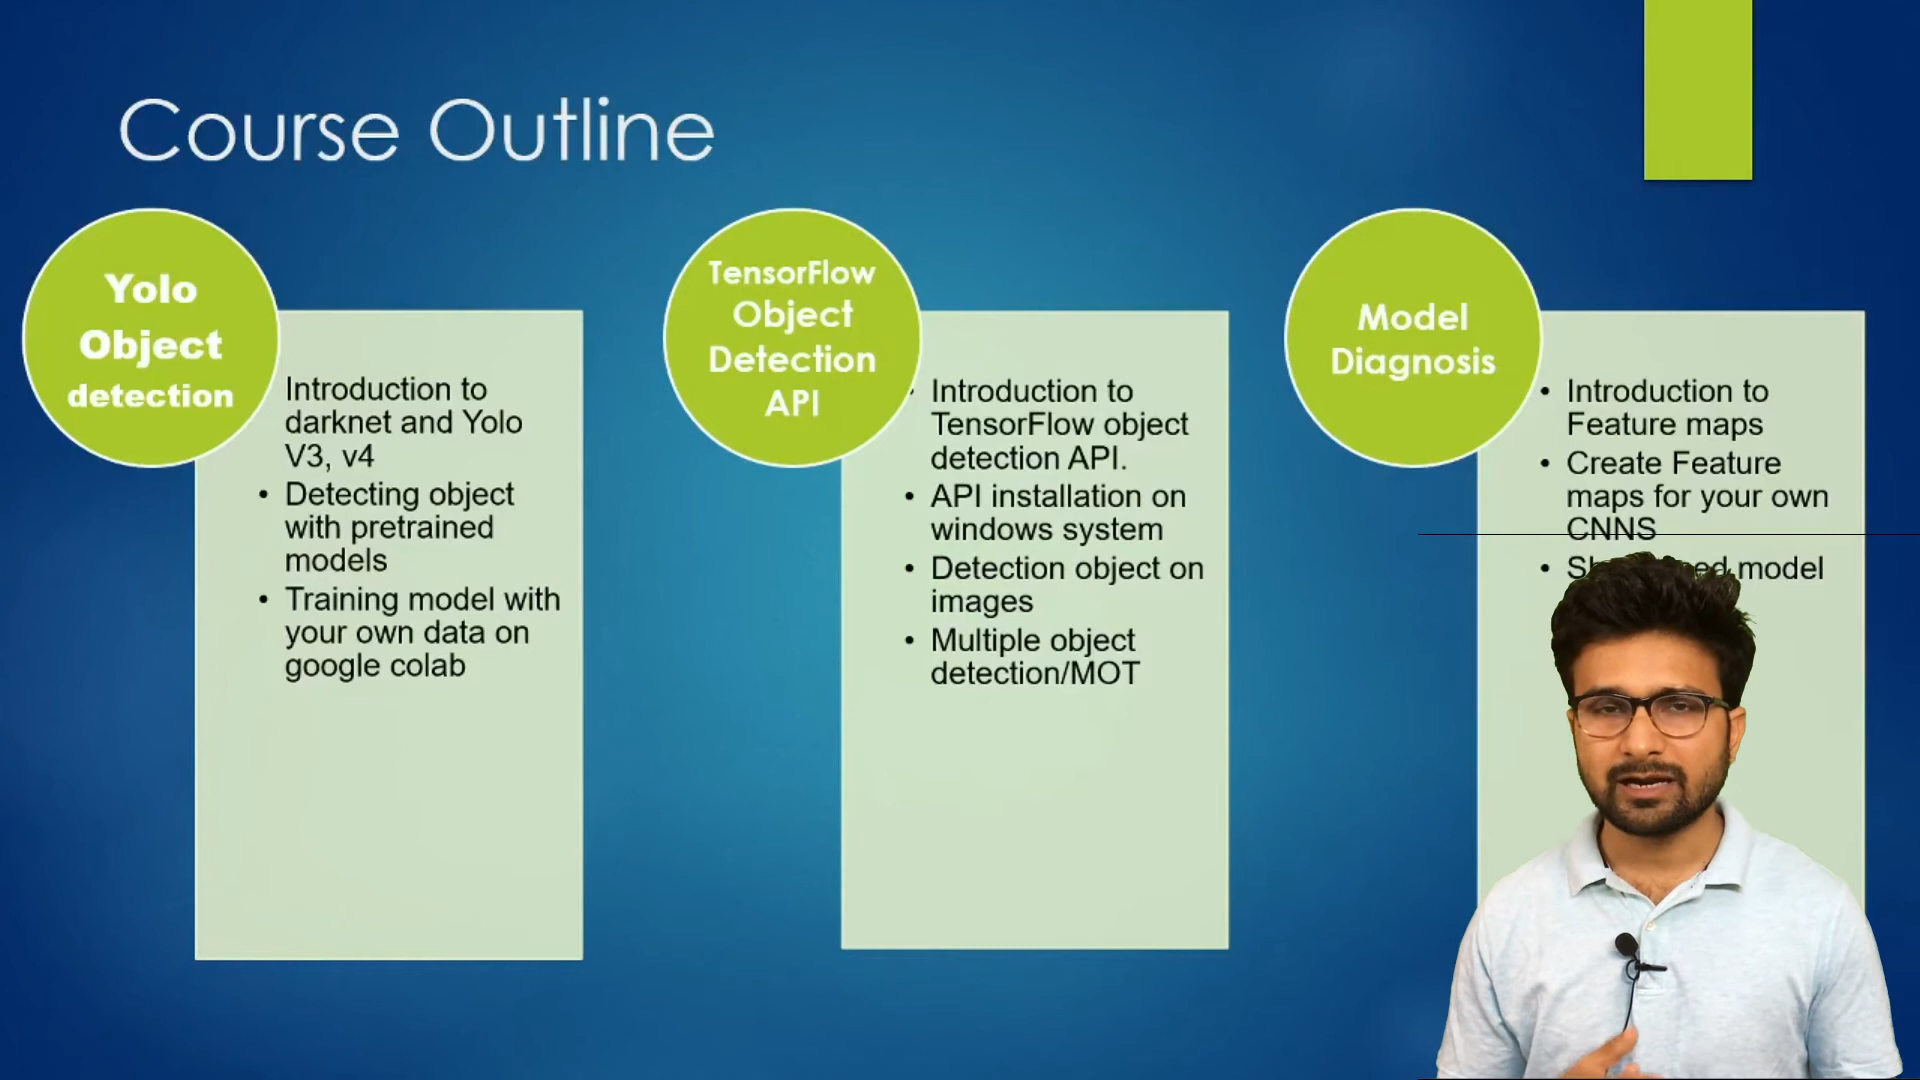 Course Outline
Yolo
Object
detection
Introduction to
darknet and Yolo
V3, v4
• Detecting object
with pretrained
models
• Training model with
your own data on
google colab
TensorFlow
Object
Detection
API
Introduction to
TensorFlow object
detection API.
• API installation on
windows system
• Detection object on
images
• Multiple object
detection/MOT
Model
Diagnosis
• Introduction to
Feature maps
• Create Feature
maps for your own
CNNS
• model